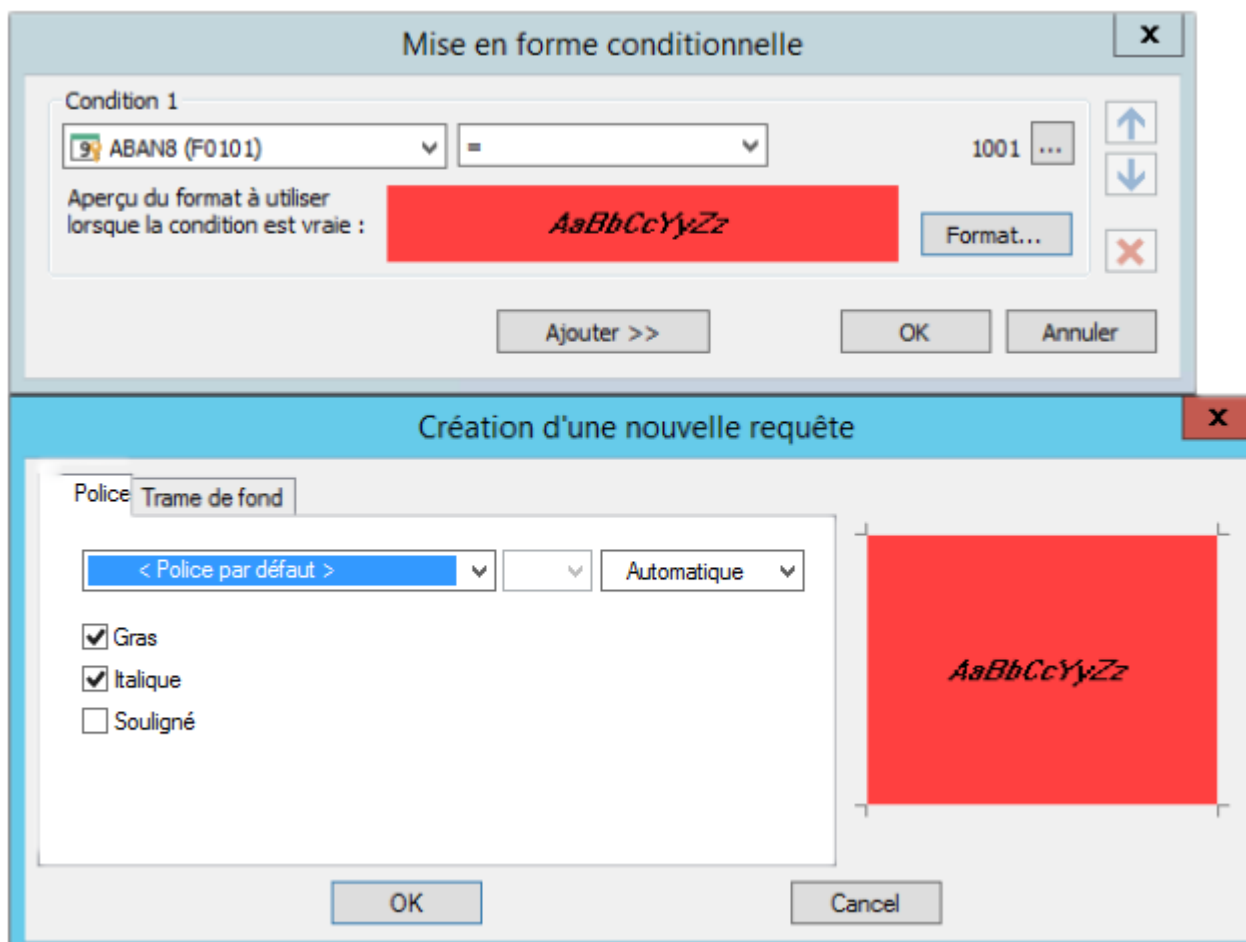 Mise en forme conditionnelle
x
Condition 1
9 ABAN8 (F0101)
=
1001 ...
Aperçu du format à utiliser
lorsque la condition est vraie :
AaBbCcYyZz
Format...
Ajouter >>
OK
Annuler
Création d'une nouvelle requête
x
Police
Trame de fond
< Police par défaut >
Automatique
Gras
Italique
Souligné
AaBbCcYyZz
OK
Cancel